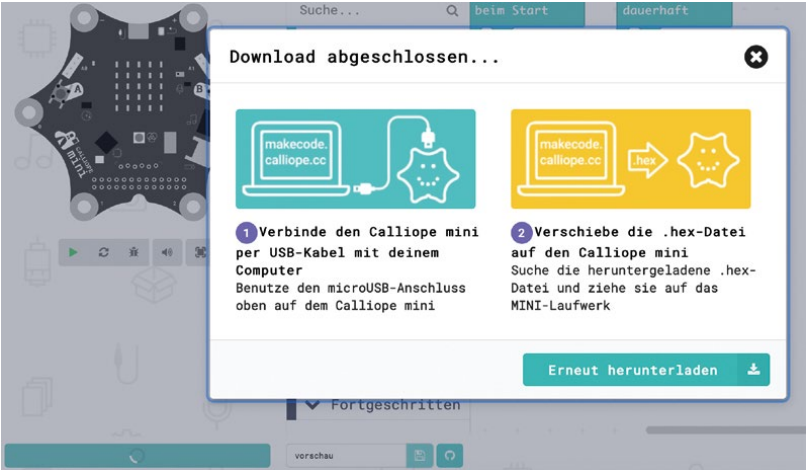 Suche...
beim Start
dauerhaft
Download abgeschlossen...
A
B
CALLIOPE
mini
makecode.
calliope.cc
makecode.
calliope.cc
.hex
1 Verbinde den Calliope mini
per USB-Kabel mit deinem
Computer
Benutze den microUSB-Anschluss
oben auf dem Calliope mini
2 Verschiebe die .hex-Datei
auf den Calliope mini
Suche die heruntergeladene .hex-
Datei und ziehe sie auf das
MINI-Laufwerk
Erneut herunterladen
Fortgeschritten
vorschau